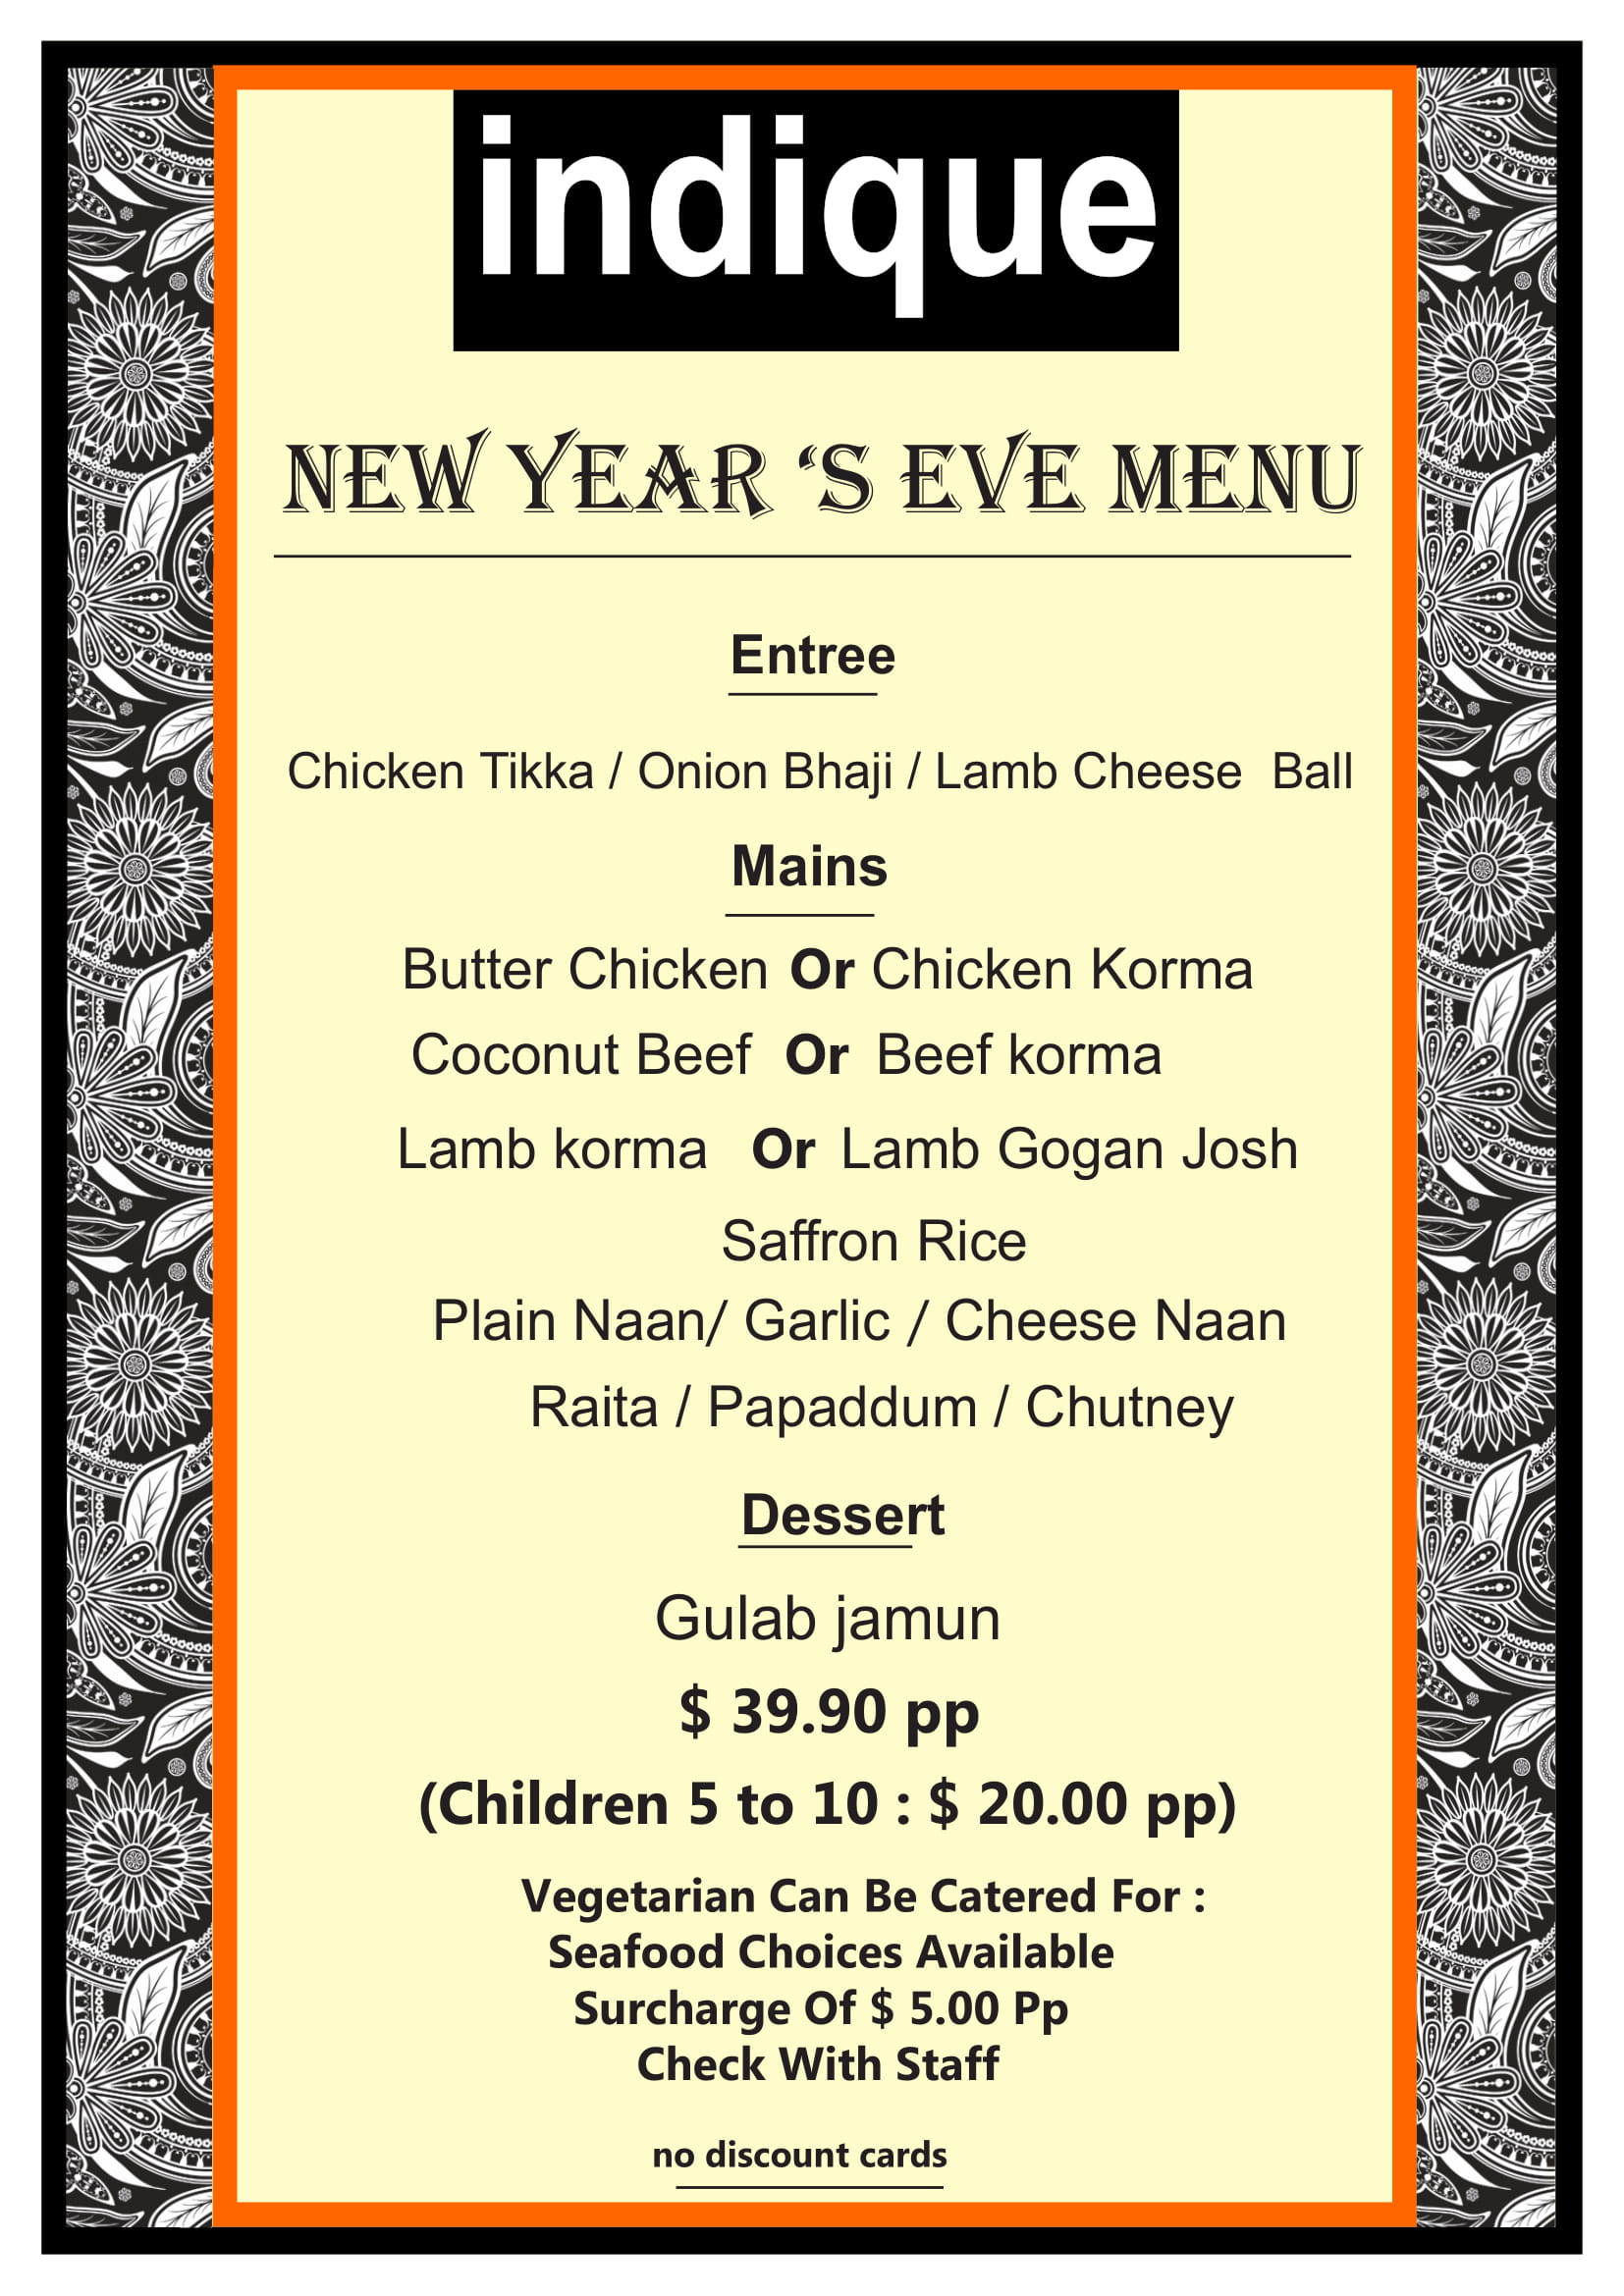 indique
NEW YEAR ‘S EVE MENU
Entree
Chicken Tikka / Onion Bhaji / Lamb Cheese Ball
Mains
Butter Chicken Or Chicken Korma
Coconut Beef Or Beef korma
Lamb korma Or Lamb Gogan Josh
Saffron Rice
Plain Naan/ Garlic / Cheese Naan
Raita / Papaddum / Chutney
Dessert
Gulab jamun
$ 39.90 pp
(Children 5 to 10 : $ 20.00 pp)
Vegetarian Can Be Catered For :
Seafood Choices Available
Surcharge Of $ 5.00 Pp
Check With Staff
no discount cards